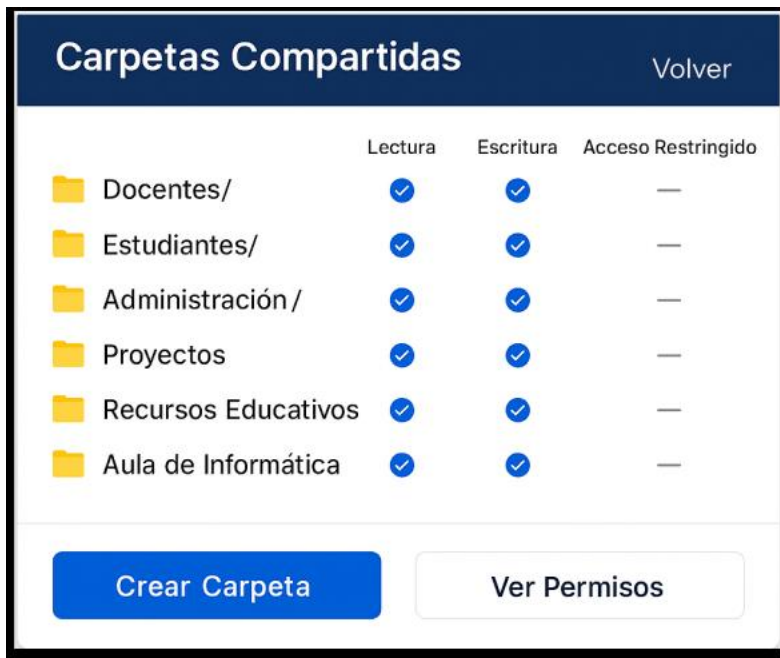 Carpetas Compartidas
Volver
Lectura Escritura Acceso Restringido
Docentes/
Estudiantes/
Administración/
Proyectos
Recursos Educativos
Aula de Informática
Crear Carpeta
Ver Permisos